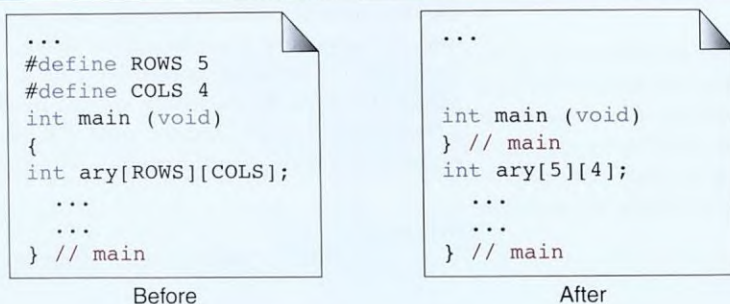 ...
#define ROWS 5
#define COLS 4
int main (void)
{
int ary[ROWS][COLS];
...
...
} // main
Before
...
int main (void)
} // main
int ary[5][4];
...
...
} // main
After